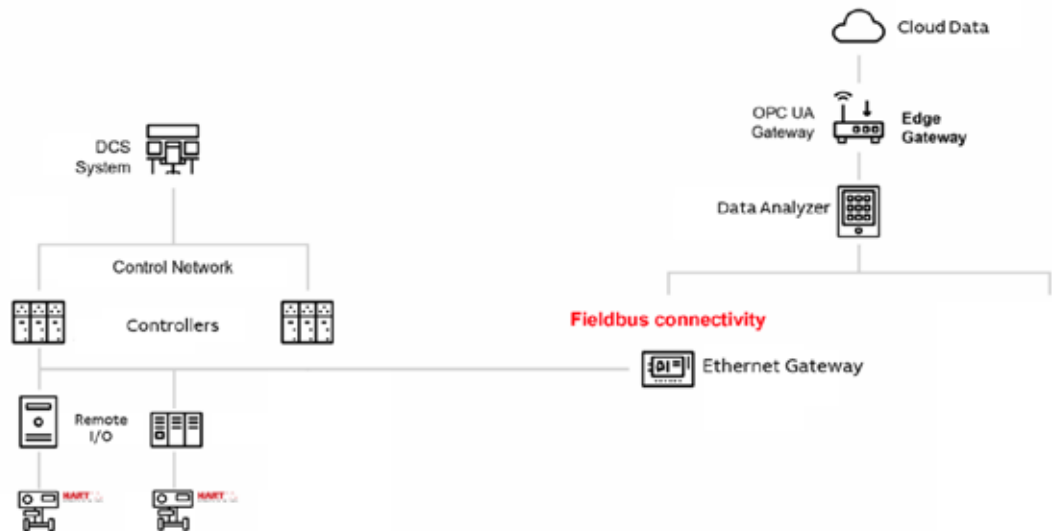 Cloud Data
OPC UA
Gateway
Edge
Gateway
DCS
System
Data Analyzer
Control Network
Controllers
Fieldbus connectivity
Ethernet Gateway
Remote
I/O
HART
HART